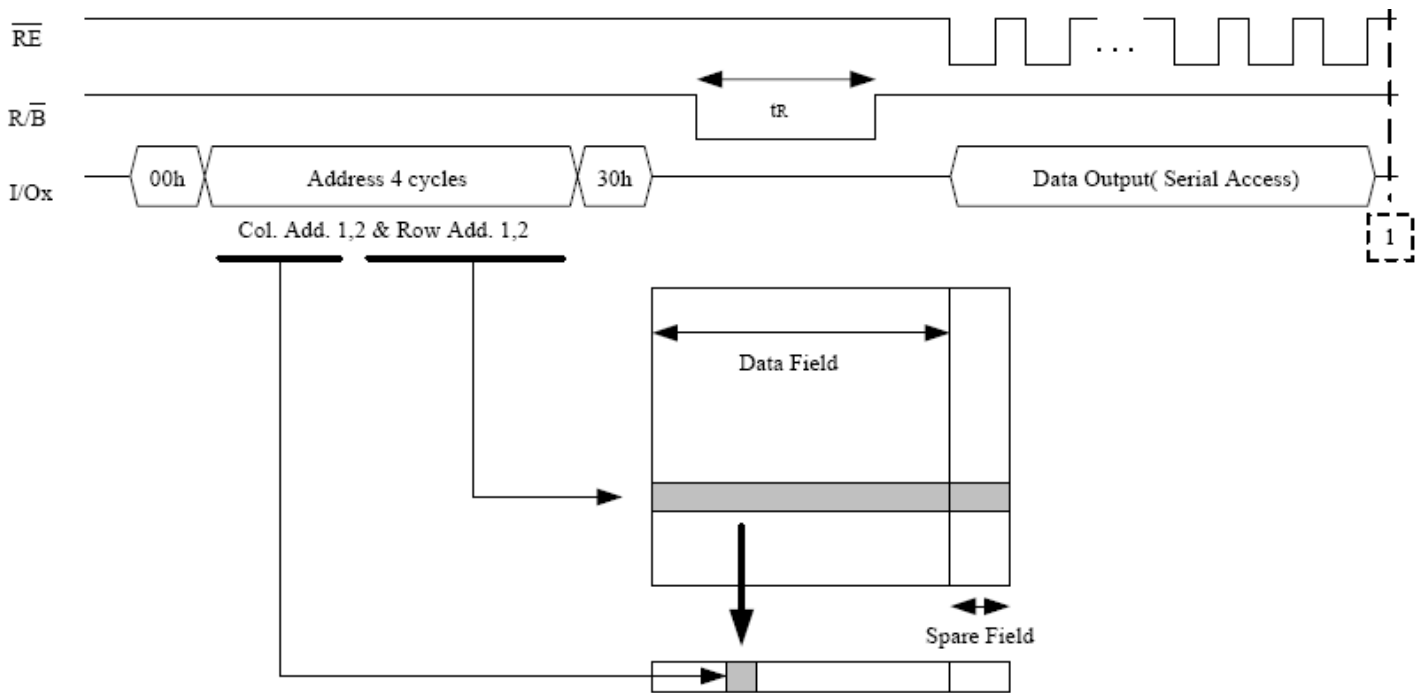 RE
R/B
tR
I/Ox
00h
Address 4 cycles
30h
Data Output( Serial Access)
Col. Add. 1,2 & Row Add. 1,2
1
Data Field
Spare Field